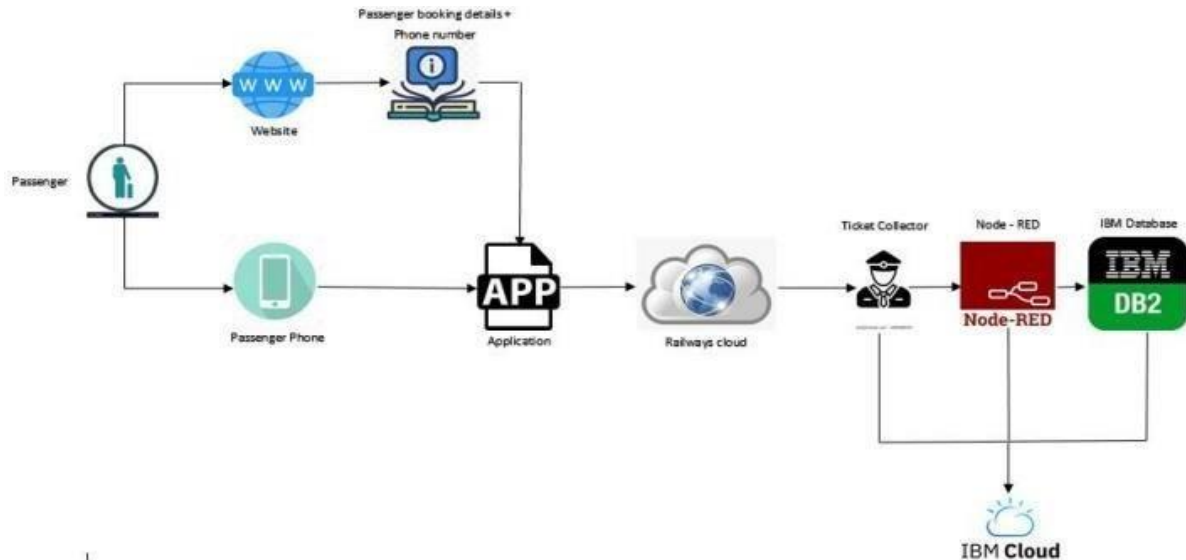 Passenger booking details +
Phone number
i
W W W
Website
Passenger
Ticket Collector
Node - RED
IBM Database
IBM
DB2
APP
Node-RED
Passenger Phone
Application
Railways cloud
IBM Cloud